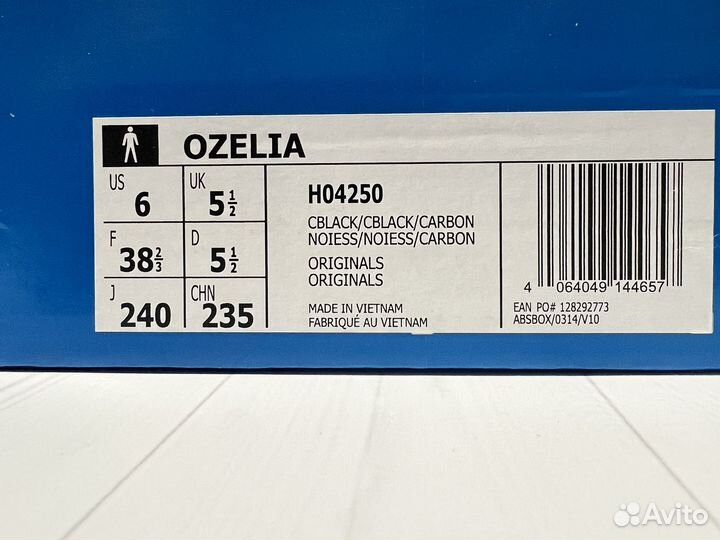 OZELIA
US 6 UK 5 1/2
F 38 2/3 D 5 1/2
J 240 CHN 235
H04250
CBLACK/CBLACK/CARBON
NOIESS/NOIESS/CARBON
ORIGINALS
ORIGINALS
MADE IN VIETNAM
FABRIQUÉ AU VIETNAM
4 064049 144657
EAN PO# 128292773
ABSBOX/0314/V10
Avito